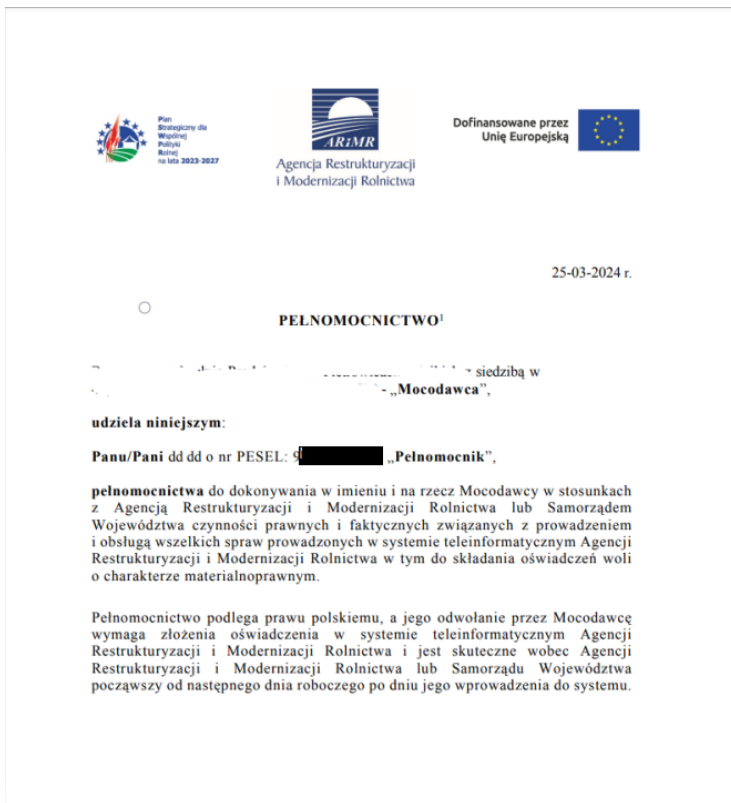 Plan
Strategiczny dla
Wspólnej
Polityki
Rolnej
na lata 2023-2027
ARiMR
Agencja Restrukturyzacji
i Modernizacji Rolnictwa
Dofinansowane przez
Unię Europejską
25-03-2024 r.
PEŁNOMOCNICTWO¹
siedzibą w
- „Mocodawca”,
udziela niniejszym:
Panu/Pani dd dd o nr PESEL: 9 „Pełnomocnik”,
pełnomocnictwa do dokonywania w imieniu i na rzecz Mocodawcy w stosunkach
z Agencją Restrukturyzacji i Modernizacji Rolnictwa lub Samorządem
Województwa czynności prawnych i faktycznych związanych z prowadzeniem
i obsługą wszelkich spraw prowadzonych w systemie teleinformatycznym Agencji
Restrukturyzacji i Modernizacji Rolnictwa w tym do składania oświadczeń woli
o charakterze materialnoprawnym.
Pełnomocnictwo podlega prawu polskiemu, a jego odwołanie przez Mocodawcę
wymaga złożenia oświadczenia w systemie teleinformatycznym Agencji
Restrukturyzacji i Modernizacji Rolnictwa i jest skuteczne wobec Agencji
Restrukturyzacji i Modernizacji Rolnictwa lub Samorządu Województwa
począwszy od następnego dnia roboczego po dniu jego wprowadzenia do systemu.